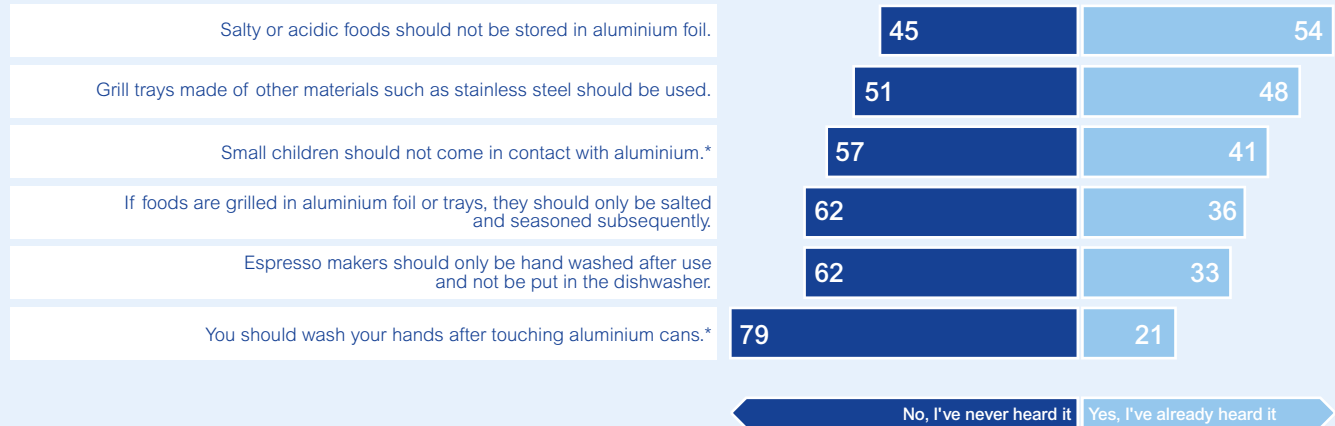 Salty or acidic foods should not be stored in aluminium foil.
45 54
Grill trays made of other materials such as stainless steel should be used.
51 48
Small children should not come in contact with aluminium.*
57 41
If foods are grilled in aluminium foil or trays, they should only be salted
and seasoned subsequently.
62 36
Espresso makers should only be hand washed after use
and not be put in the dishwasher.
62 33
You should wash your hands after touching aluminium cans.*
79 21
No, I've never heard it Yes, I've already heard it